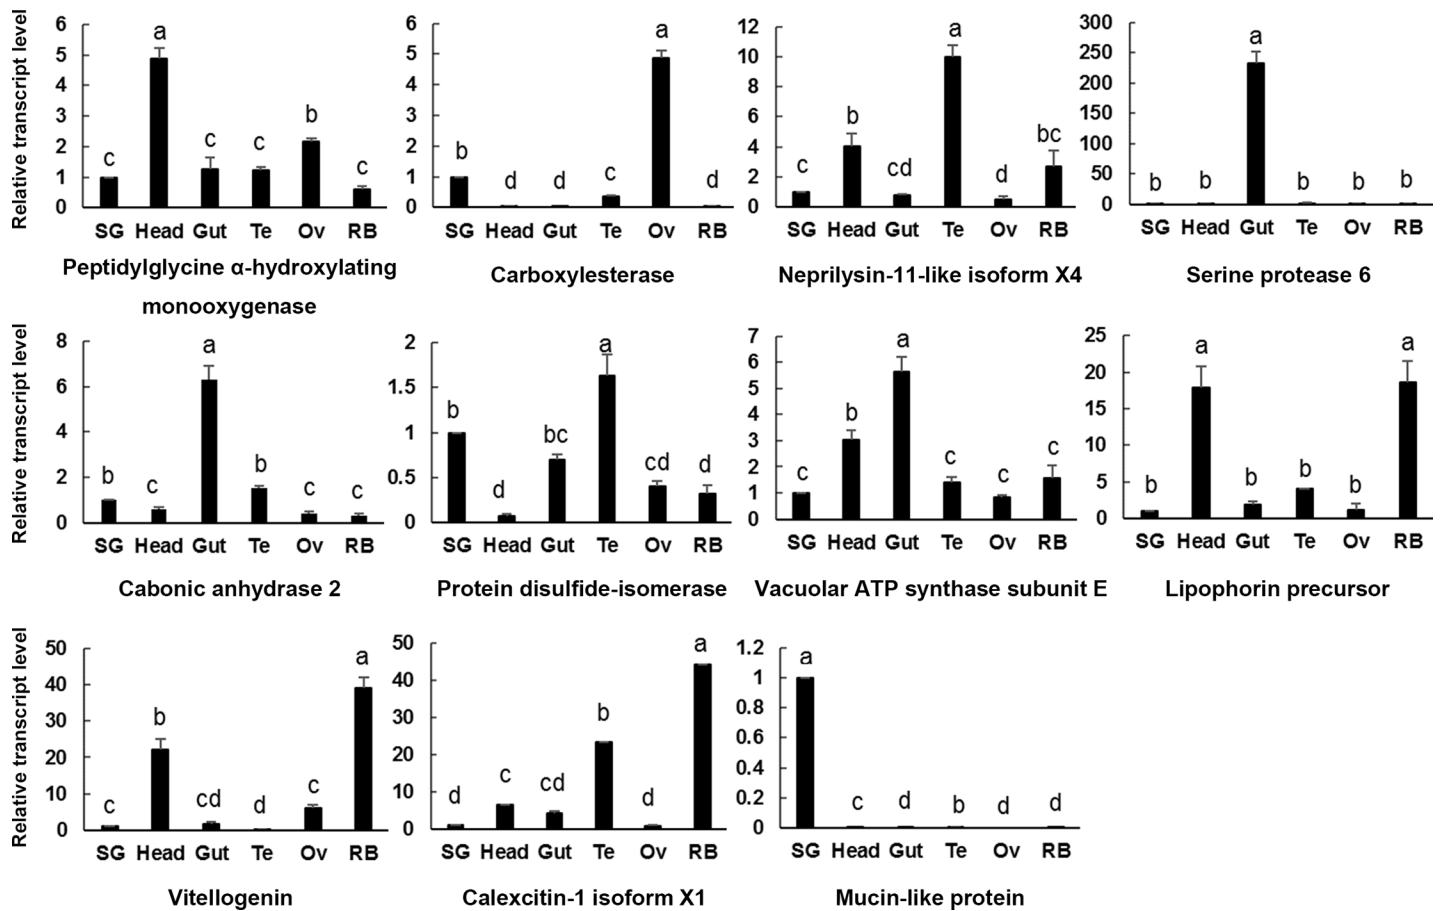 Relative transcript level
6
5
4
3
2
1
0
a
b
c
c
c
c
SG Head Gut Te Ov RB
Peptidylglycine α-hydroxylating
monooxygenase
6
5
4
3
2
1
0
a
b
d
d
c
d
SG Head Gut Te Ov RB
Carboxylesterase
12
10
8
6
4
2
0
a
b
bc
c
cd
d
SG Head Gut Te Ov RB
Neprilysin-11-like isoform X4
300
250
200
150
100
50
0
a
b
b
b
b
b
SG Head Gut Te Ov RB
Serine protease 6
Relative transcript level
8
6
4
2
0
a
b
c
b
c
c
SG Head Gut Te Ov RB
Cabonic anhydrase 2
2
1.5
1
0.5
0
a
b
bc
cd
d
d
SG Head Gut Te Ov RB
Protein disulfide-isomerase
7
6
5
4
3
2
1
0
a
b
c
c
c
c
SG Head Gut Te Ov RB
Vacuolar ATP synthase subunit E
25
20
15
10
5
0
a
a
b
b
b
b
SG Head Gut Te Ov RB
Lipophorin precursor
Relative transcript level
50
40
30
20
10
0
a
b
c
cd
d
c
SG Head Gut Te Ov RB
Vitellogenin
50
40
30
20
10
0
a
b
d
c
cd
d
SG Head Gut Te Ov RB
Calexcitin-1 isoform X1
1.2
1
0.8
0.6
0.4
0.2
0
a
c
d
b
d
d
SG Head Gut Te Ov RB
Mucin-like protein